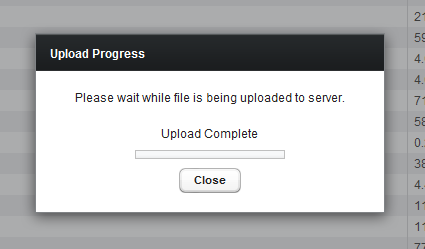 Upload Progress
Please wait while file is being uploaded to server.
Upload Complete
Close